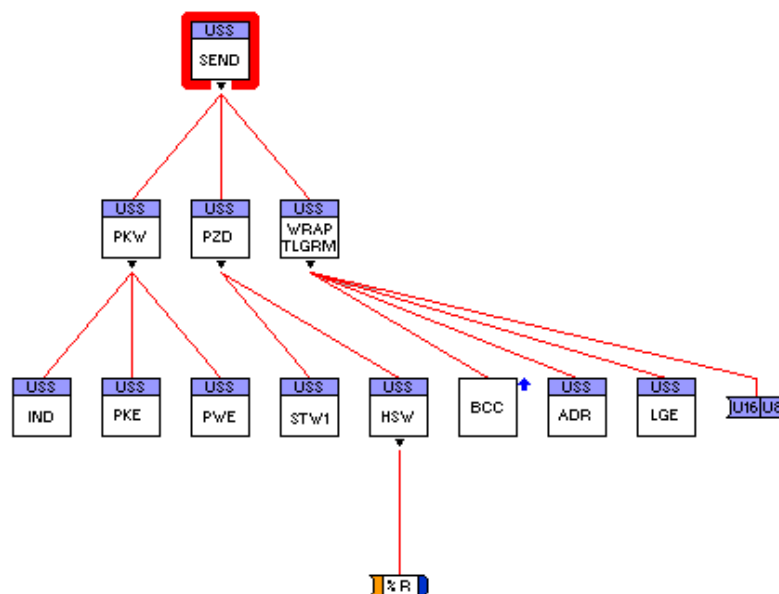 USS
SEND
USS
PKW
USS
PZD
USS
WRAP
TLGRM
USS
IND
USS
PKE
USS
PWE
USS
STW1
USS
HSW
BCC
USS
ADR
USS
LGE
U16 U8
% R